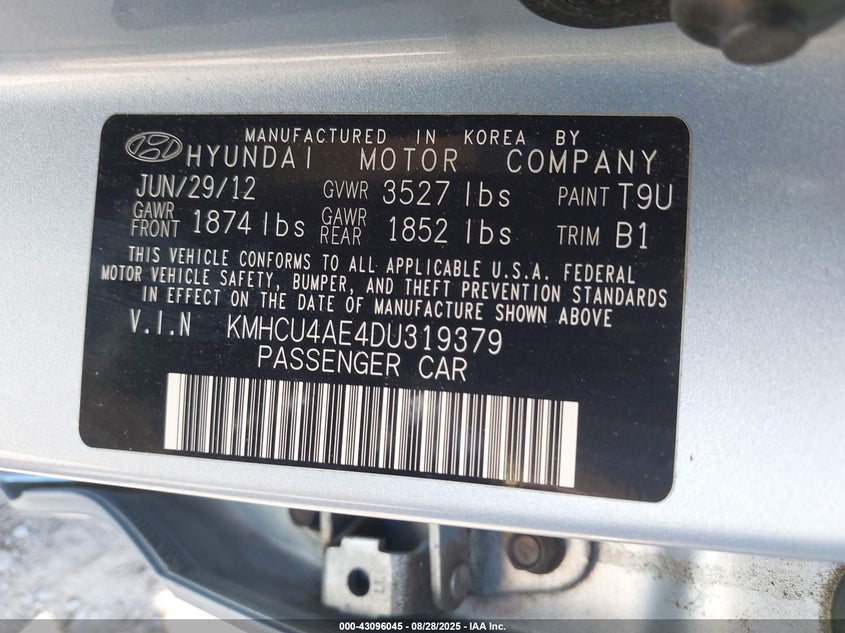 MANUFACTURED IN KOREA BY
HYUNDAI MOTOR COMPANY
JUN/29/12 GVWR 3527 lbs PAINT T9U
GAWR FRONT 1874 lbs GAWR REAR 1852 lbs TRIM B1
THIS VEHICLE CONFORMS TO ALL APPLICABLE U.S.A. FEDERAL
MOTOR VEHICLE SAFETY, BUMPER, AND THEFT PREVENTION STANDARDS
IN EFFECT ON THE DATE OF MANUFACTURE SHOWN ABOVE
V.I.N KMHCU4AE4DU319379
PASSENGER CAR
000-43096045 / 08/28/2025 - IAA Inc.